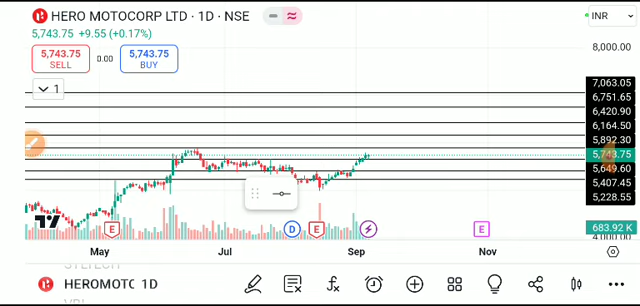 HERO MOTOCORP LTD · 1D · NSE
INR
5,743.75 +9.55 (+0.17%)
8,000.00
5,743.75 0.00 5,743.75
SELL BUY
1
7,063.05
6,751.65
6,420.90
6,164.50
5,892.30
5,743.75
5,649.60
5,407.45
5,228.55
683.92 K
E D E E
May Jul Sep Nov
HEROMOTC 1D